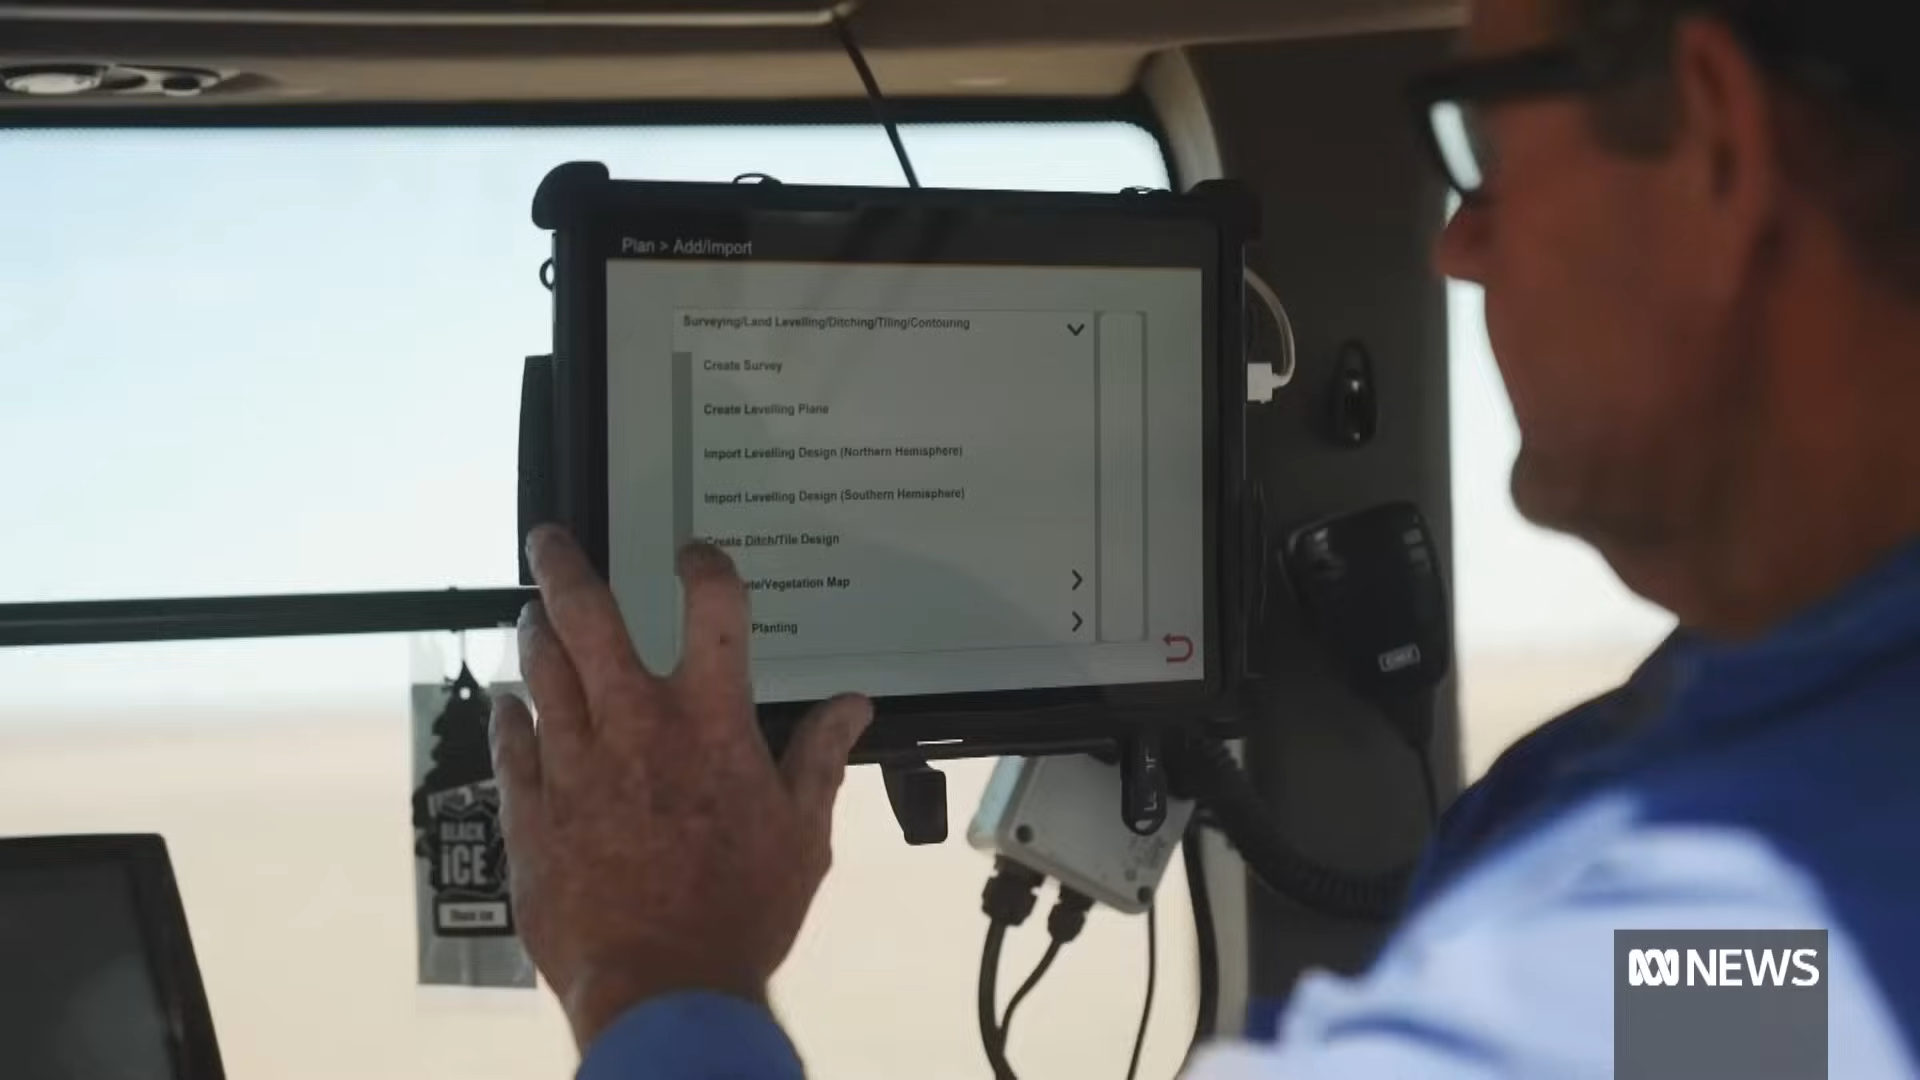 Plan > Add/Import
Surveying/Land Levelling/Ditching/Tiling/Contouring
Create Survey
Create Levelling Plane
Import Levelling Design (Northern Hemisphere)
Import Levelling Design (Southern Hemisphere)
Create Ditch/Tile Design
/Vegetation Map
Planting
BLACK
iCE
NEWS